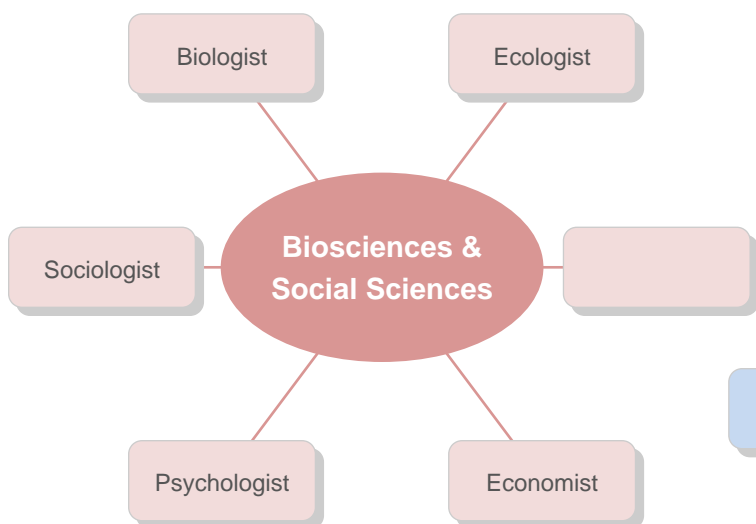 Biologist
Ecologist
Biosciences &
Social Sciences
Sociologist
Psychologist
Economist